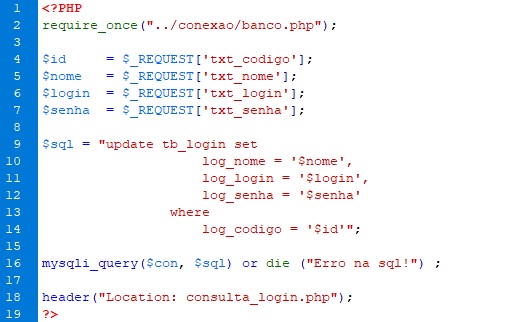 1 <?PHP
2 require_once("../conexao/banco.php");
3
4 $id     = $_REQUEST['txt_codigo'];
5 $nome   = $_REQUEST['txt_nome'];
6 $login  = $_REQUEST['txt_login'];
7 $senha  = $_REQUEST['txt_senha'];
8
9 $sql = "update tb_login set
10                     log_nome = '$nome',
11                     log_login = '$login',
12                     log_senha = '$senha'
13                 where
14                     log_codigo = '$id'";
15
16 mysqli_query($con, $sql) or die ("Erro na sql!") ;
17
18 header("Location: consulta_login.php");
19 ?>